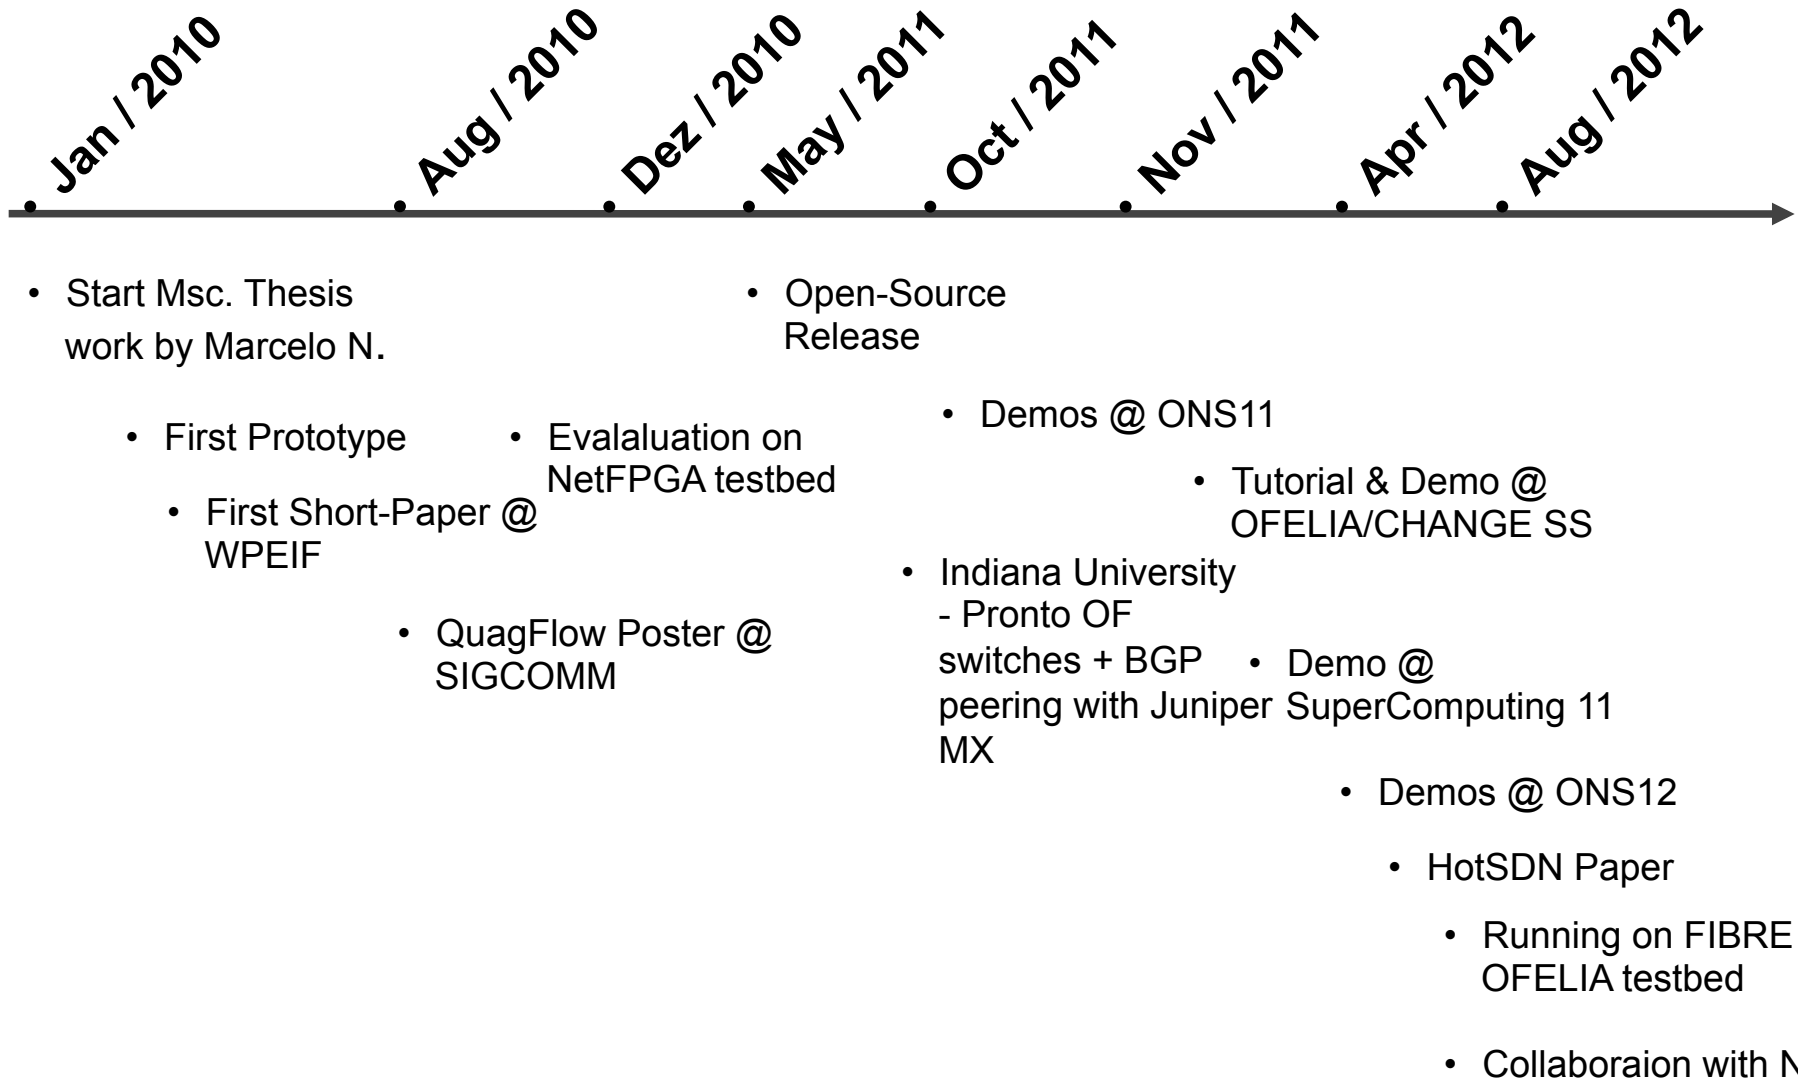 Jan / 2010
Aug / 2010
Dez / 2010
May / 2011
Oct / 2011
Nov / 2011
Apr / 2012
Aug / 2012
• Start Msc. Thesis
work by Marcelo N.
• Open-Source
Release
• First Prototype
• Evalaluation on
NetFPGA testbed
• Demos @ ONS11
• First Short-Paper @
WPEIF
• Tutorial & Demo @
OFELIA/CHANGE SS
• QuagFlow Poster @
SIGCOMM
• Indiana University
- Pronto OF
switches + BGP
peering with Juniper
MX
• Demo @
SuperComputing 11
• Demos @ ONS12
• HotSDN Paper
• Running on FIBRE
OFELIA testbed
• Collaboraion with